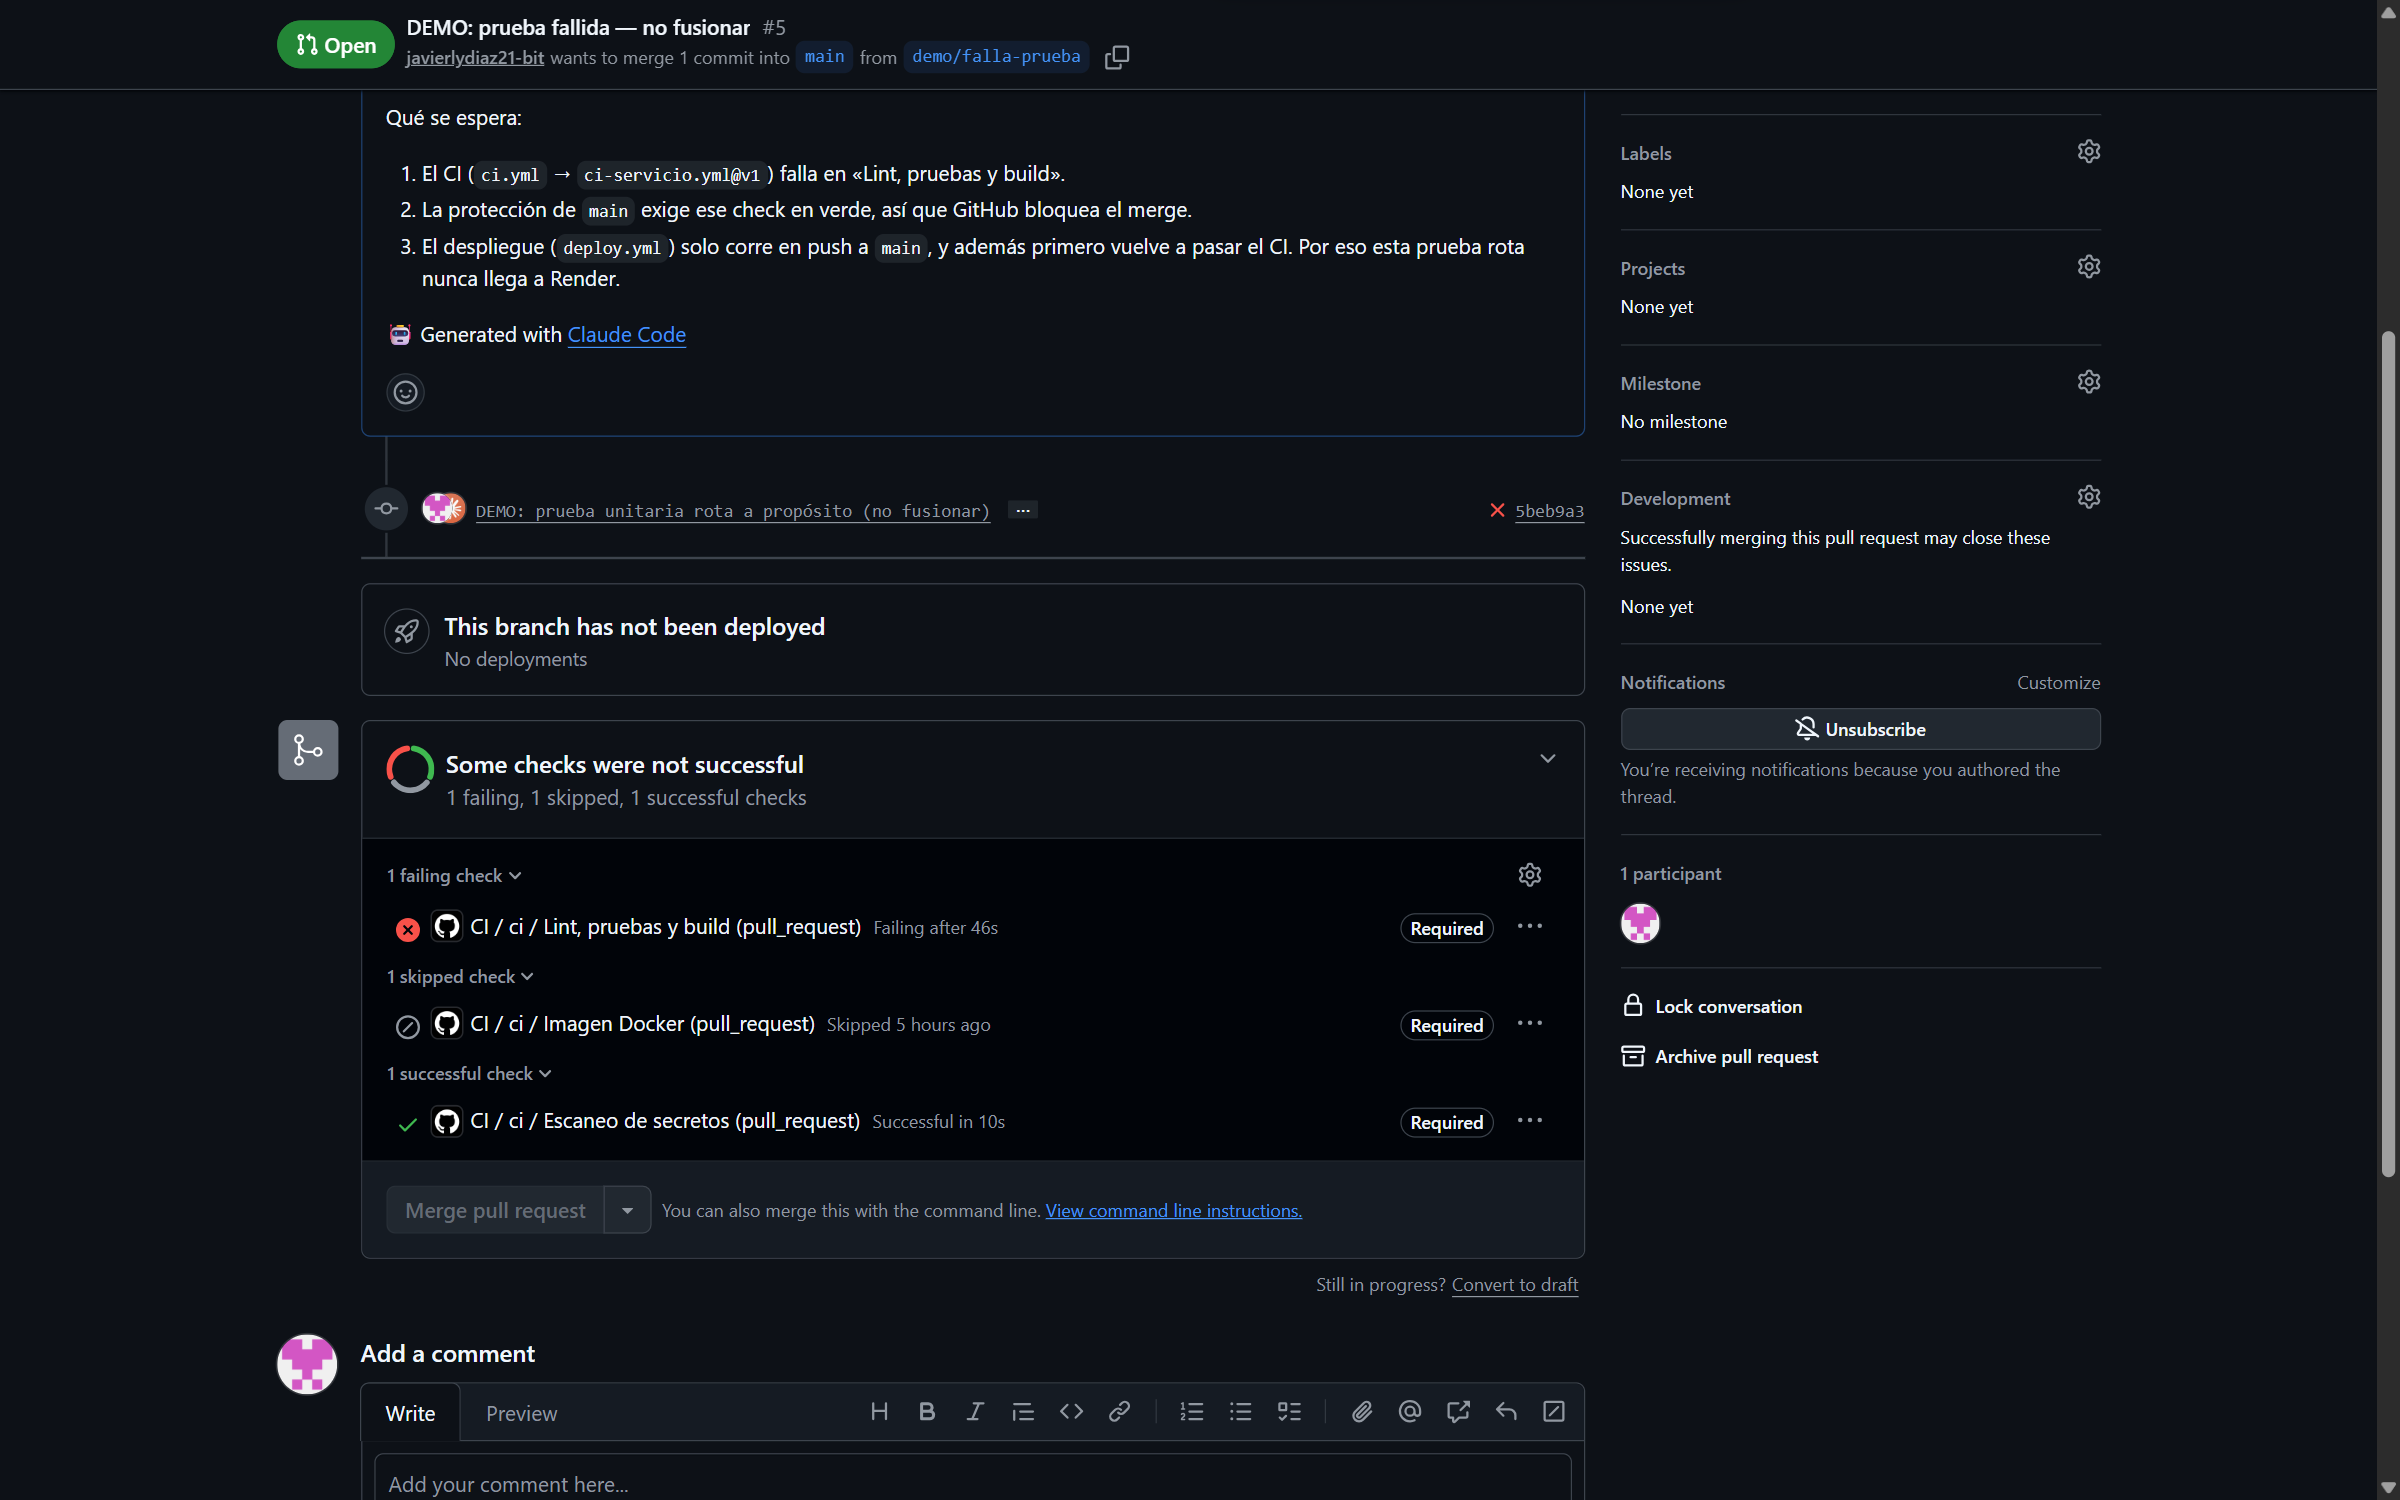 Open
DEMO: prueba fallida — no fusionar #5
javierlydiaz21-bit wants to merge 1 commit into main from demo/falla-prueba
Qué se espera:
1. El CI ( ci.yml → ci-servicio.yml@v1 ) falla en «Lint, pruebas y build».
2. La protección de main exige ese check en verde, así que GitHub bloquea el merge.
3. El despliegue ( deploy.yml ) solo corre en push a main , y además primero vuelve a pasar el CI. Por eso esta prueba rota
nunca llega a Render.
Generated with Claude Code
DEMO: prueba unitaria rota a propósito (no fusionar) ...
5beb9a3
This branch has not been deployed
No deployments
Some checks were not successful
1 failing, 1 skipped, 1 successful checks
1 failing check
CI / ci / Lint, pruebas y build (pull_request) Failing after 46s
Required
1 skipped check
CI / ci / Imagen Docker (pull_request) Skipped 5 hours ago
Required
1 successful check
CI / ci / Escaneo de secretos (pull_request) Successful in 10s
Required
Merge pull request
You can also merge this with the command line. View command line instructions.
Still in progress? Convert to draft
Add a comment
Write
Preview
Add your comment here...
Labels
None yet
Projects
None yet
Milestone
No milestone
Development
Successfully merging this pull request may close these
issues.
None yet
Notifications
Customize
Unsubscribe
You're receiving notifications because you authored the
thread.
1 participant
Lock conversation
Archive pull request